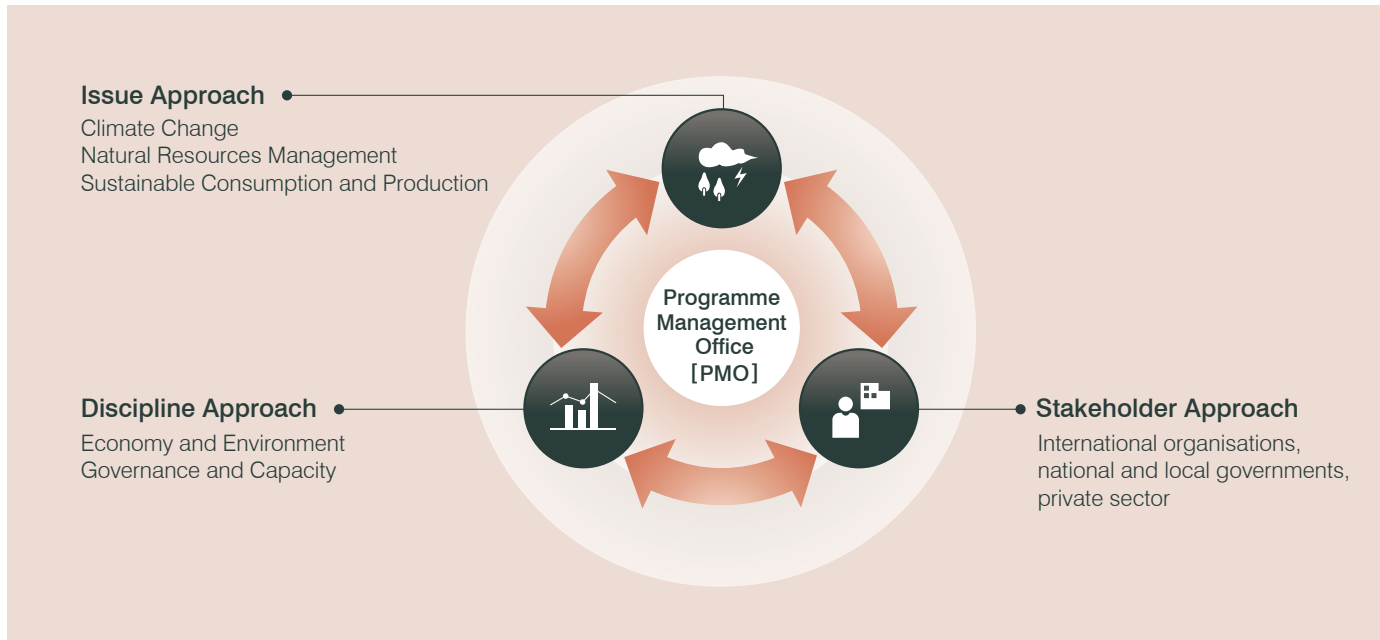 Issue Approach
Climate Change
Natural Resources Management
Sustainable Consumption and Production
Programme
Management
Office
[PMO]
Discipline Approach
Economy and Environment
Governance and Capacity
Stakeholder Approach
International organisations,
national and local governments,
private sector